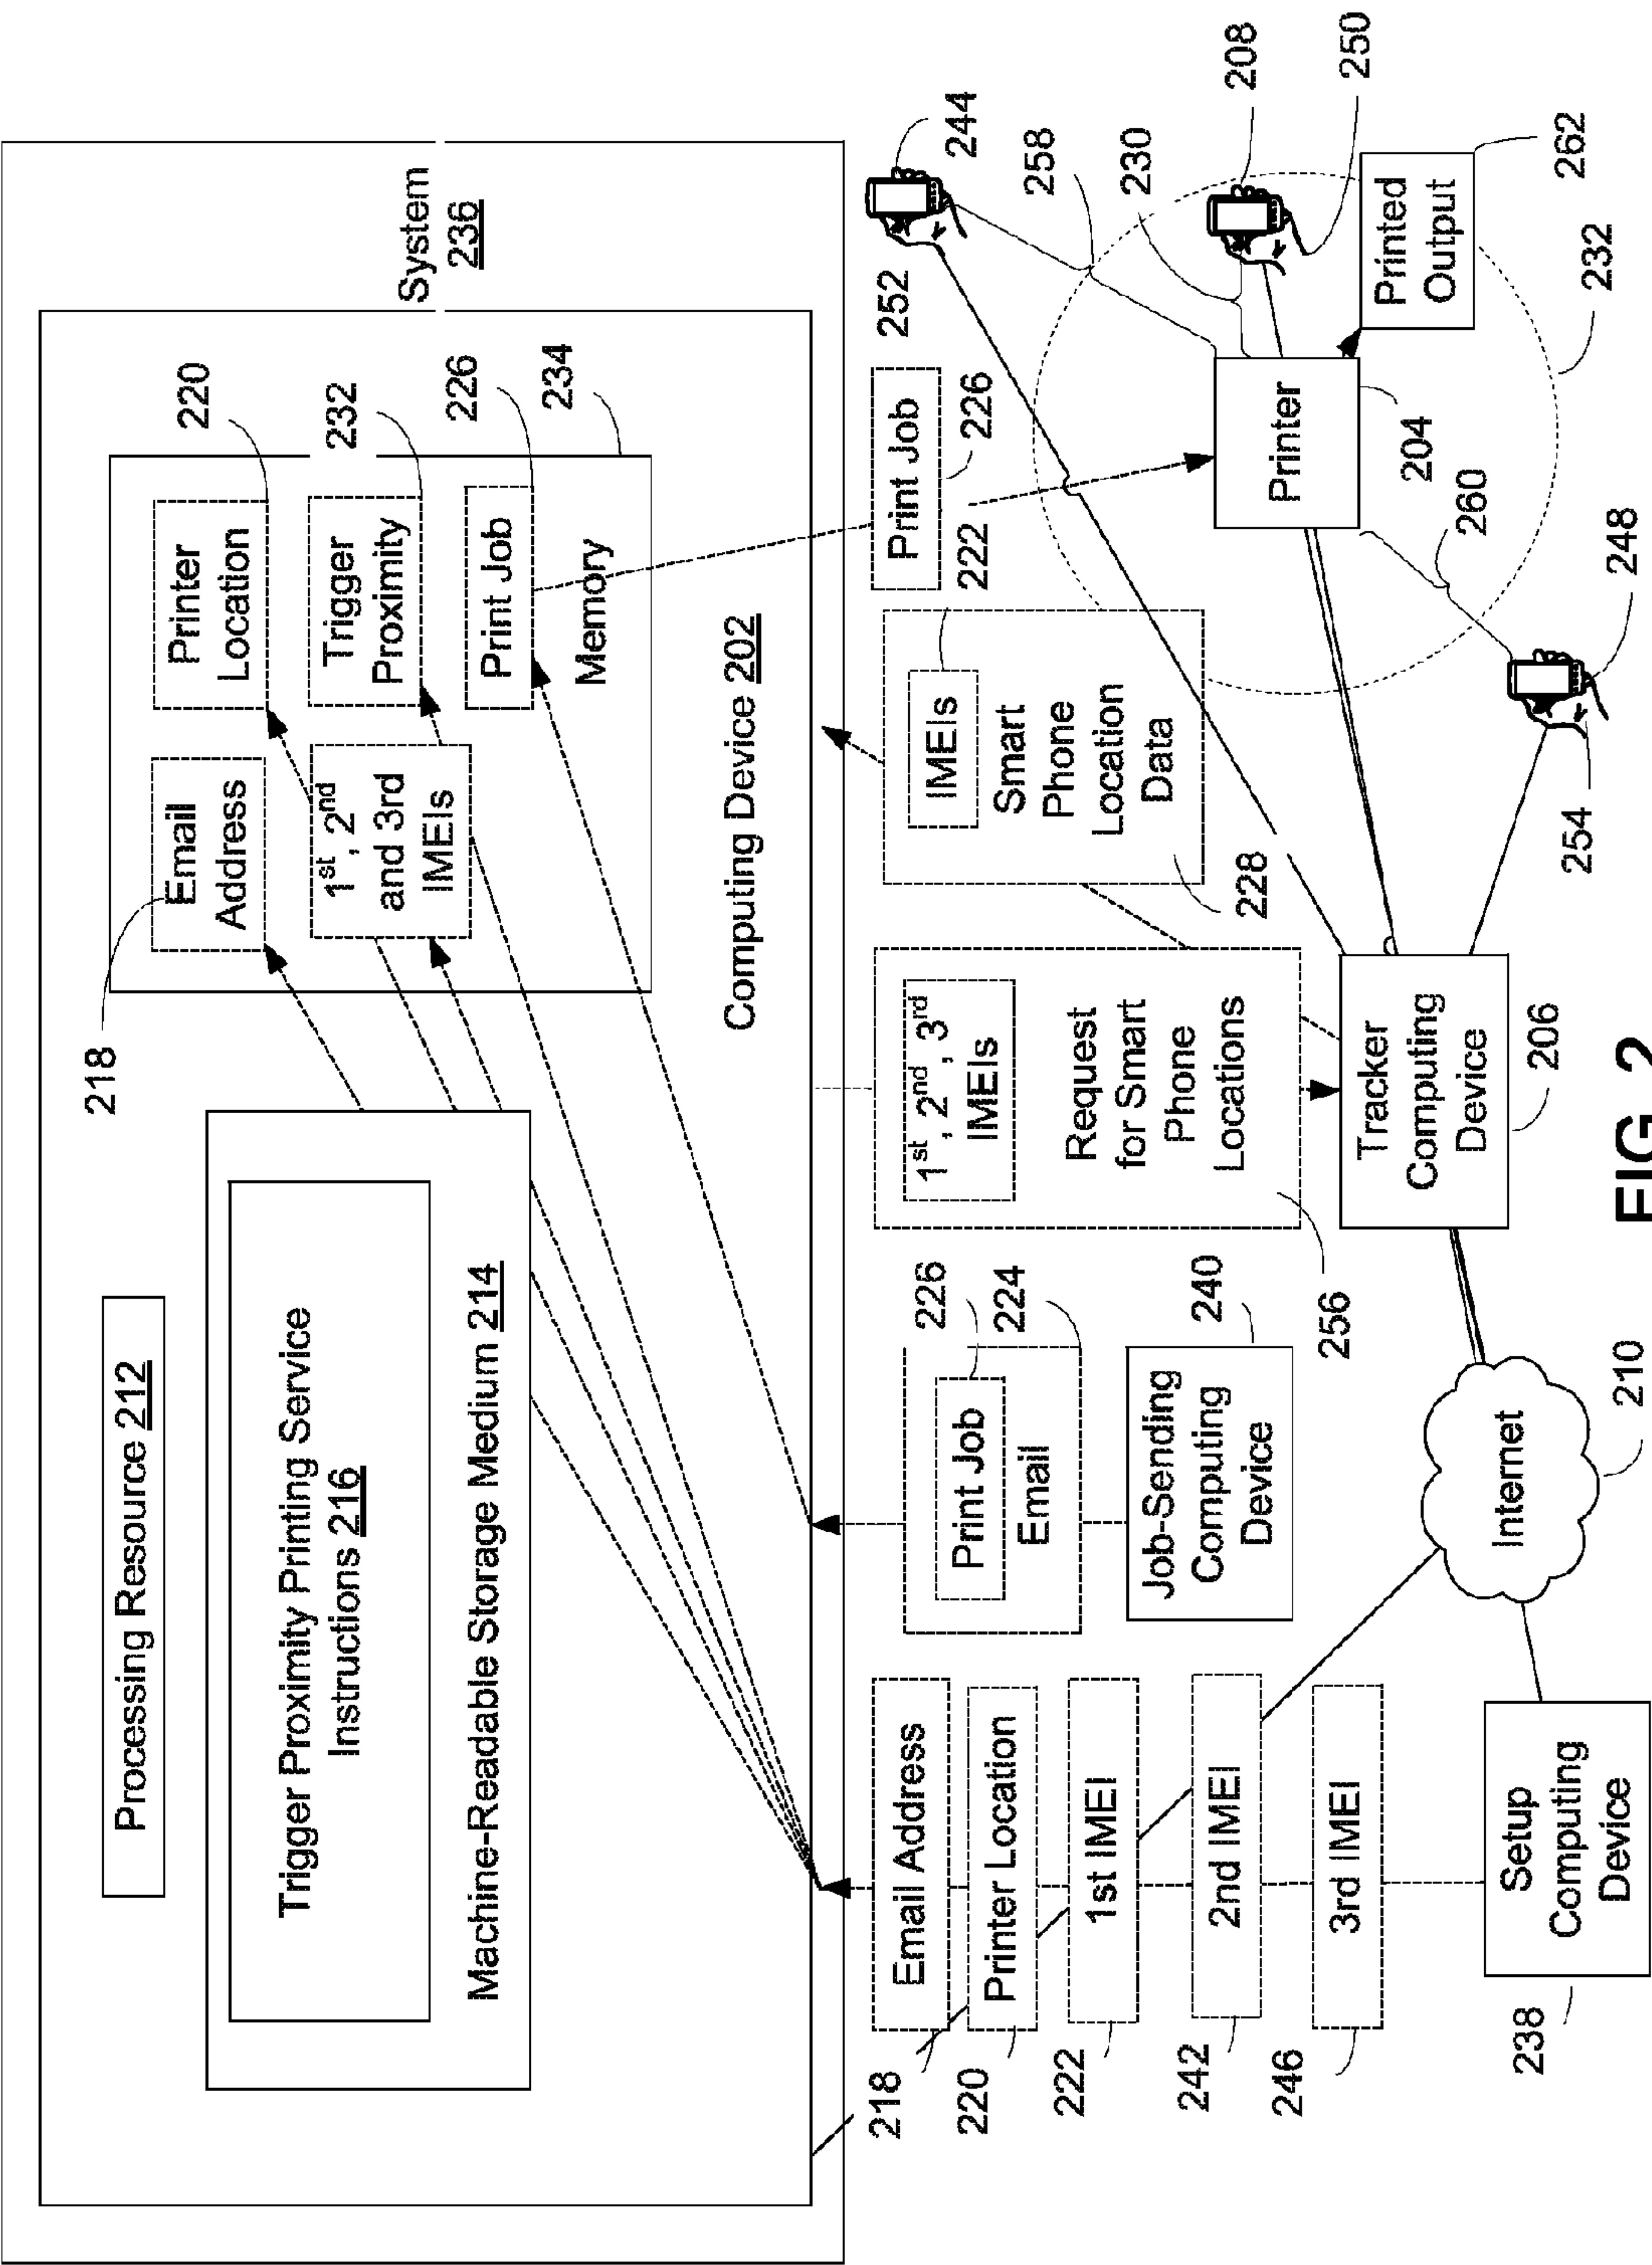 System
236
Processing Resource 212
Trigger Proximity Printing Service
Instructions 216
Machine-Readable Storage Medium 214
218
Email
Address
Printer
Location
220
1st, 2nd
and 3rd
IMEIs
Trigger
Proximity
232
Print Job
226
Memory
234
Computing Device 202
218
Email Address
220
Printer Location
222
1st IMEI
242
2nd IMEI
246
3rd IMEI
238
Setup
Computing
Device
226
Print Job
224
Email
240
Job-Sending
Computing
Device
Internet
210
1st, 2nd, 3rd
IMEIs
Request
for Smart
Phone
Locations
256
Tracker
Computing
Device
206
222
IMEIs
Smart
Phone
Location
Data
228
Print Job
226
252
244
258
230
208
250
Printer
204
Printed
Output
262
232
260
248
254
FIG. 2